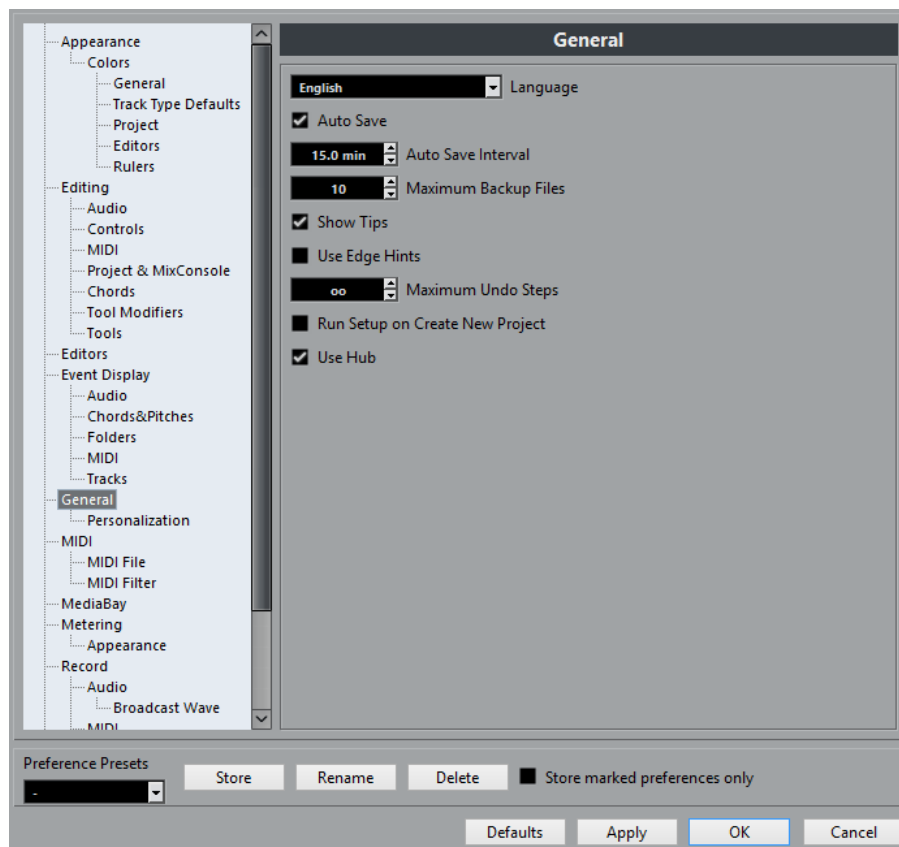 Appearance
Colors
General
Track Type Defaults
Project
Editors
Rulers
Editing
Audio
Controls
MIDI
Project & MixConsole
Chords
Tool Modifiers
Tools
Editors
Event Display
Audio
Chords&Pitches
Folders
MIDI
Tracks
General
Personalization
MIDI
MIDI File
MIDI Filter
MediaBay
Metering
Appearance
Record
Audio
Broadcast Wave
MIDI
General
English Language
Auto Save
15.0 min Auto Save Interval
10 Maximum Backup Files
Show Tips
Use Edge Hints
oo Maximum Undo Steps
Run Setup on Create New Project
Use Hub
Preference Presets
-
Store Rename Delete Store marked preferences only
Defaults Apply OK Cancel